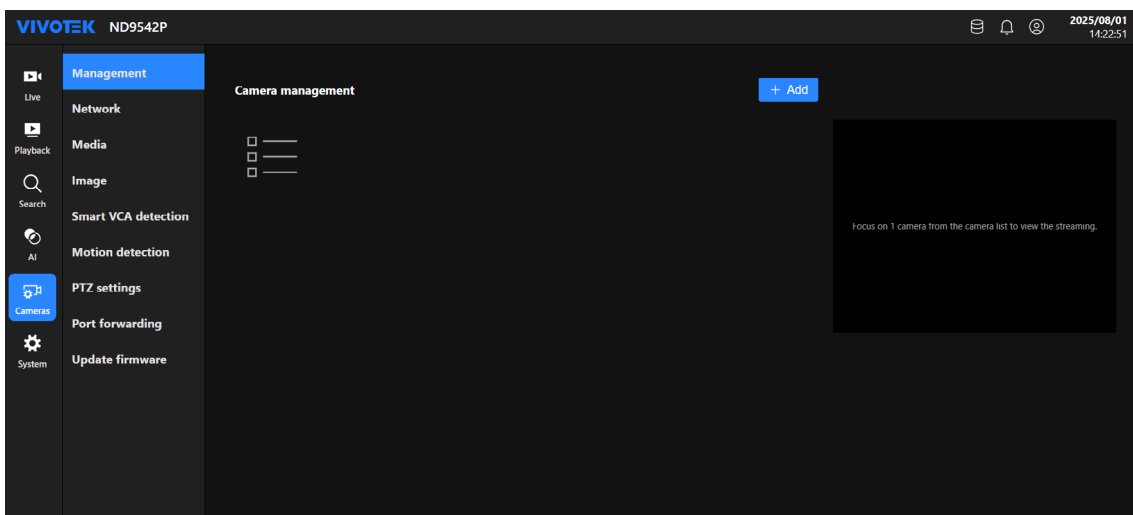 VIVOTEK ND9542P
2025/08/01
14:22:51
Live
Playback
Search
AI
Cameras
System
Management
Network
Media
Image
Smart VCA detection
Motion detection
PTZ settings
Port forwarding
Update firmware
Camera management
+ Add
Focus on 1 camera from the camera list to view the streaming.